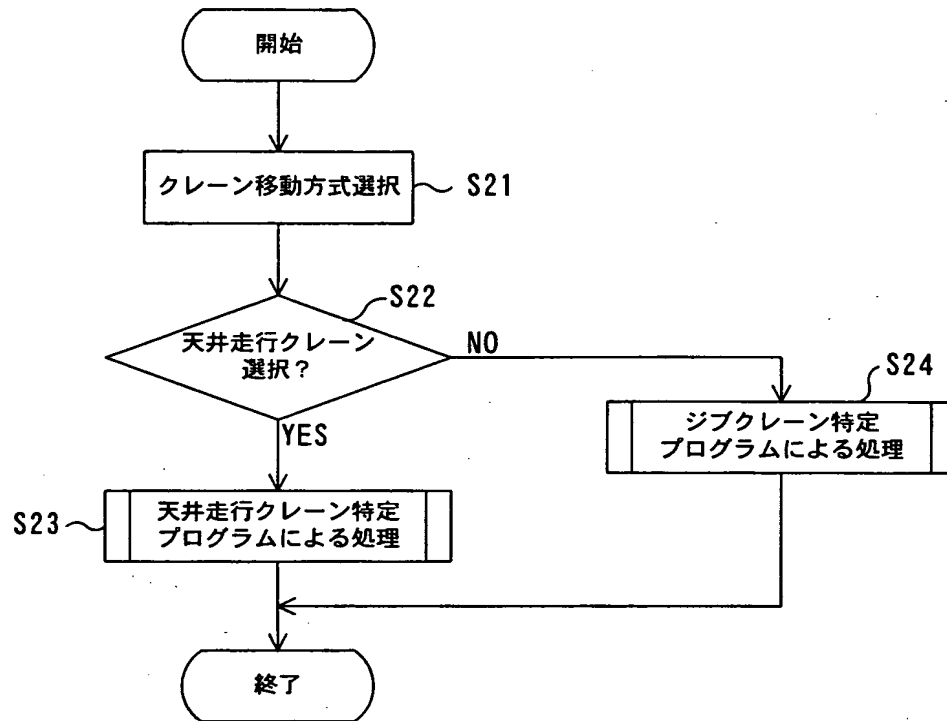 開始
クレーン移動方式選択
S21
S22
天井走行クレーン
選択?
NO
YES
S24
ジブクレーン特定
プログラムによる処理
S23
天井走行クレーン特定
プログラムによる処理
終了